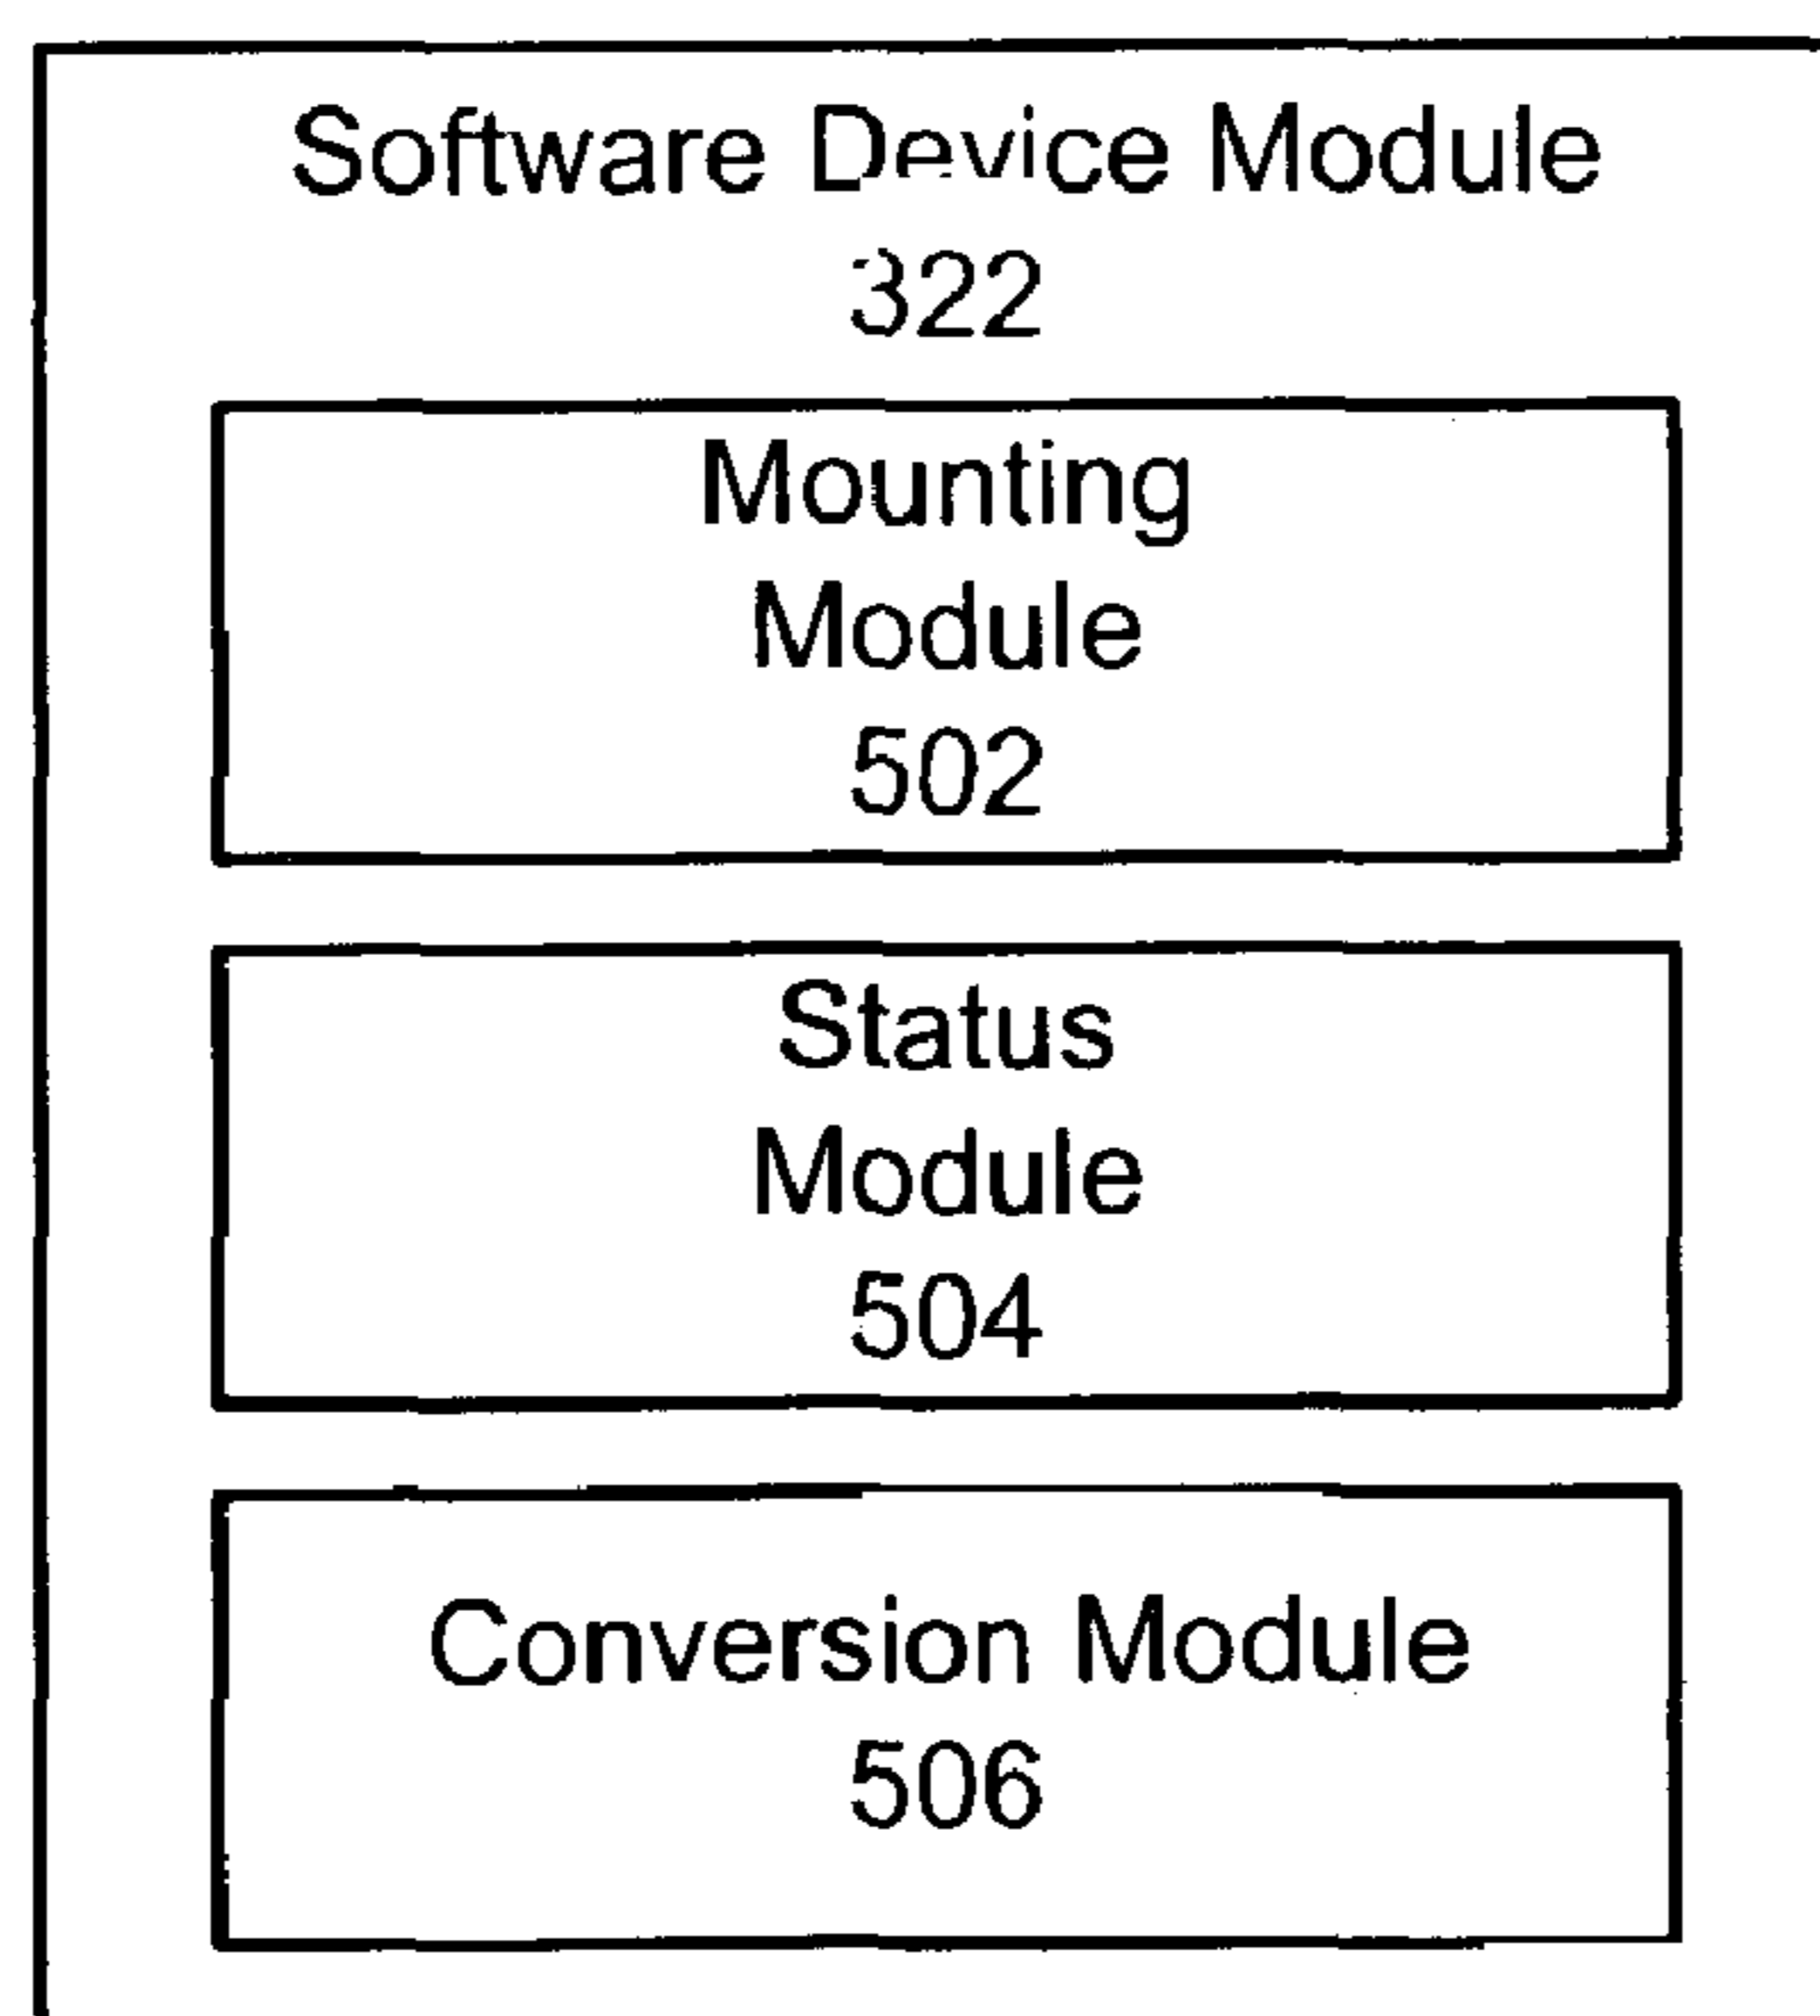 Software Device Module
322
Mounting
Module
502
Status
Module
504
Conversion Module
506